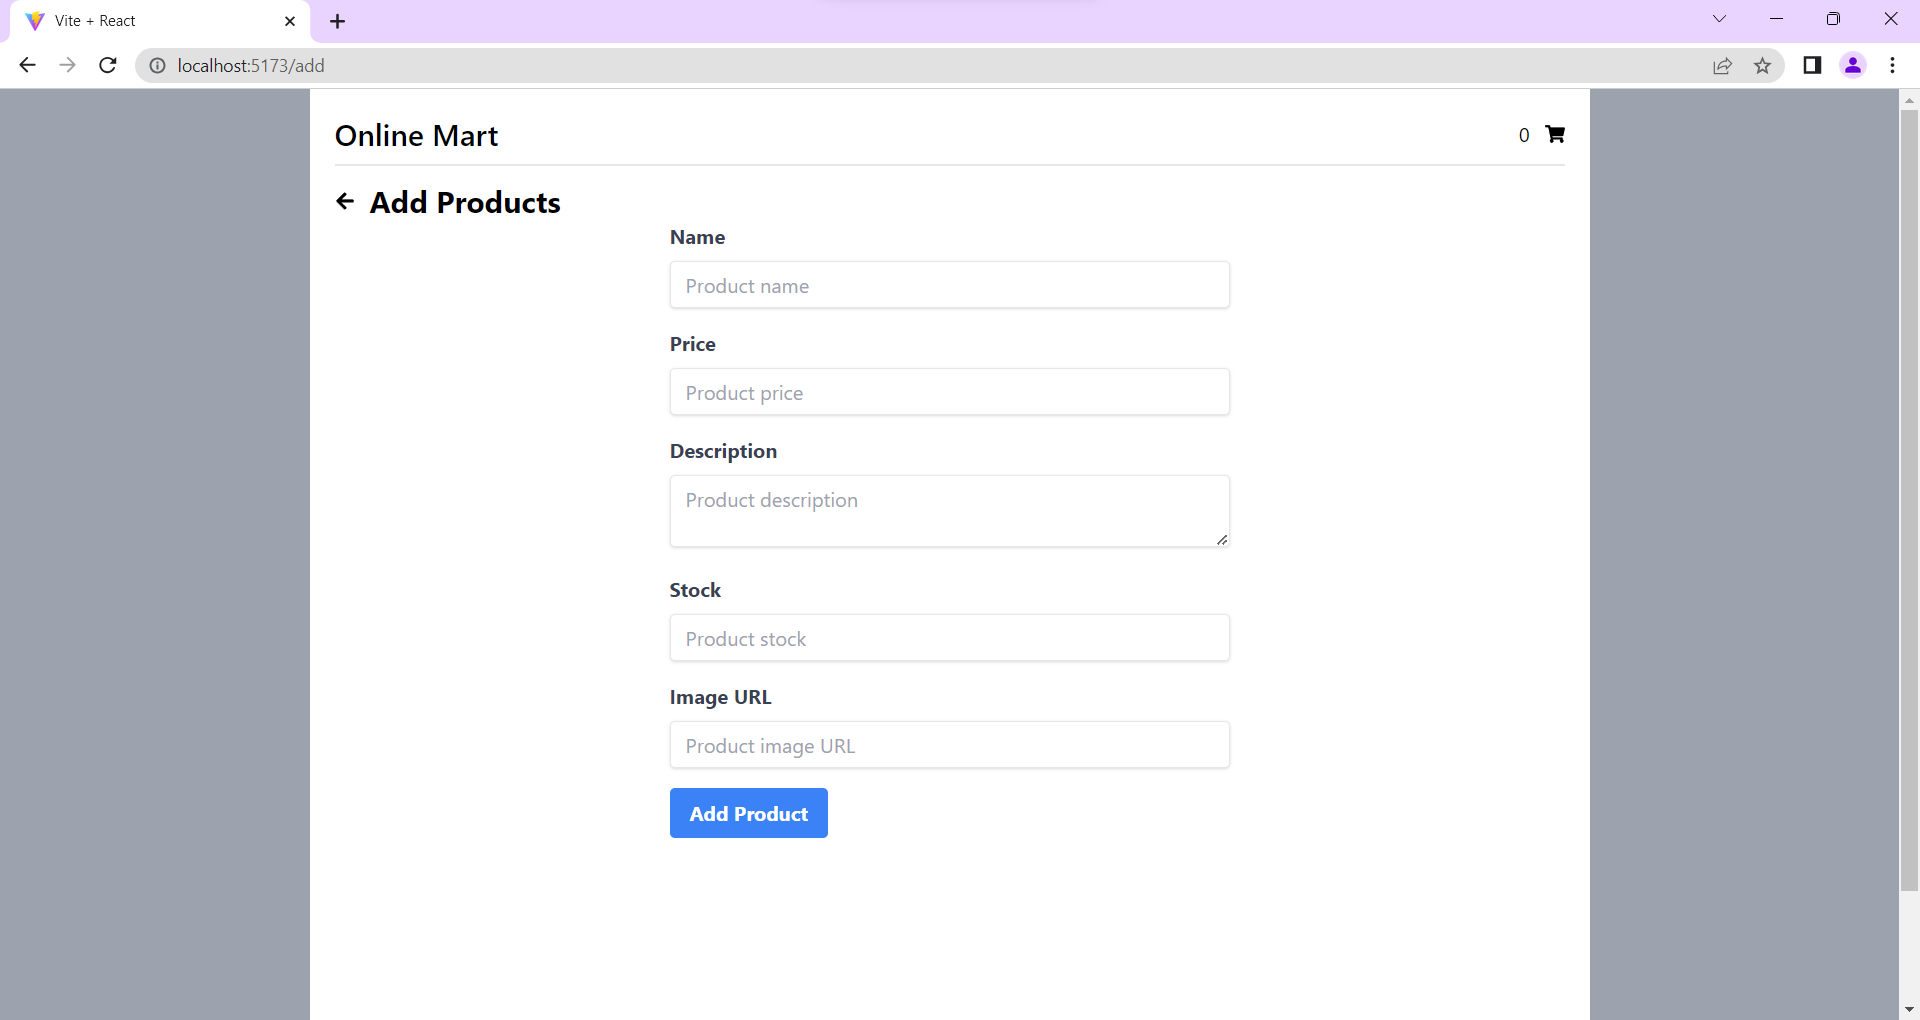 Vite + React
localhost:5173/add
Online Mart
0
Add Products
Name
Product name
Price
Product price
Description
Product description
Stock
Product stock
Image URL
Product image URL
Add Product